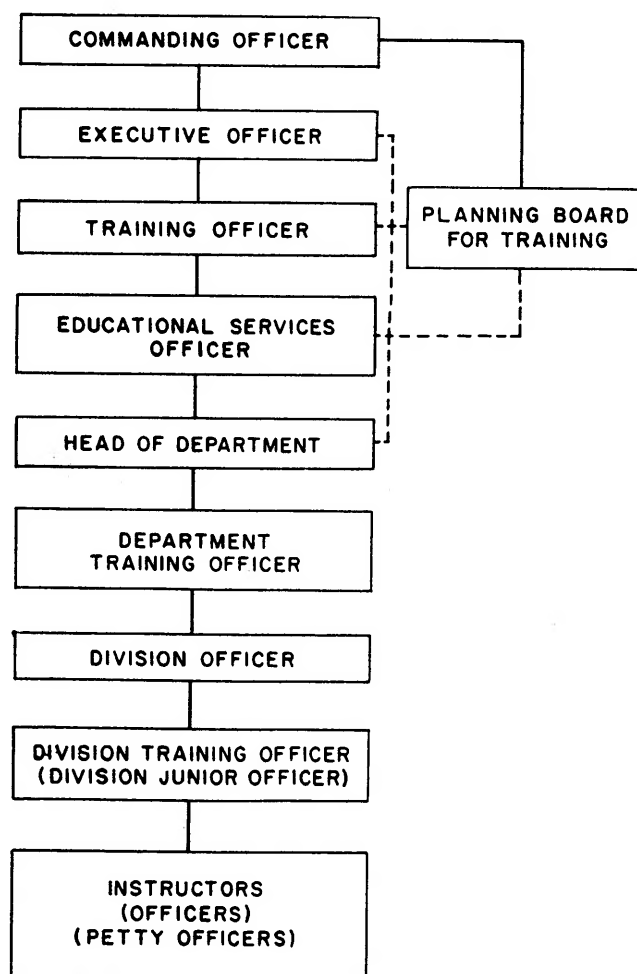 COMMANDING OFFICER
EXECUTIVE OFFICER
TRAINING OFFICER
PLANNING BOARD
FOR TRAINING
EDUCATIONAL SERVICES
OFFICER
HEAD OF DEPARTMENT
DEPARTMENT
TRAINING OFFICER
DIVISION OFFICER
DIVISION TRAINING OFFICER
(DIVISION JUNIOR OFFICER)
INSTRUCTORS
(OFFICERS)
(PETTY OFFICERS)